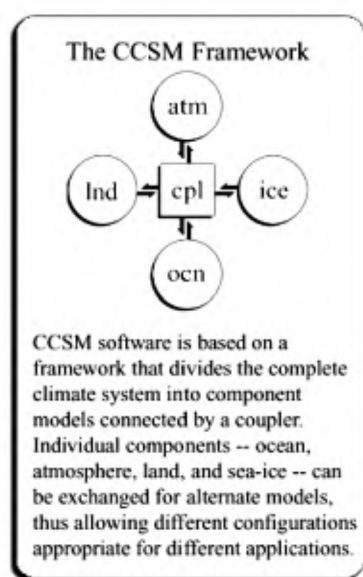 The CCSM Framework
atm
lnd
cpl
ice
ocn
CCSM software is based on a
framework that divides the complete
climate system into component
models connected by a coupler.
Individual components -- ocean,
atmosphere, land, and sea-ice -- can
be exchanged for alternate models,
thus allowing different configurations
appropriate for different applications.